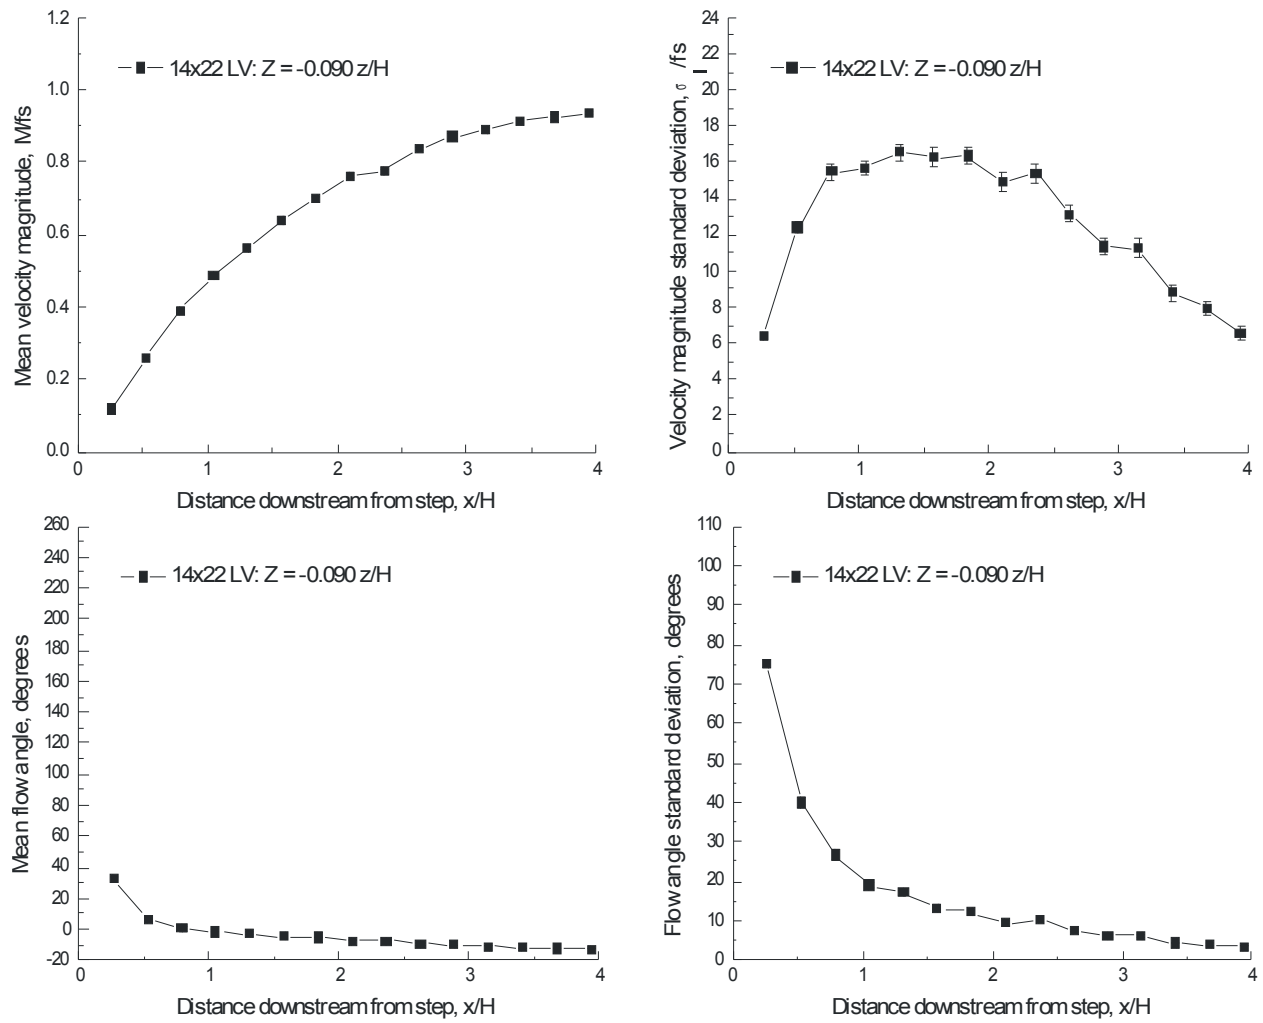 Mean velocity magnitude, M/fs
1.2
1.0
0.8
0.6
0.4
0.2
0.0
14x22 LV: Z = -0.090 z/H
0 1 2 3 4
Distance downstream from step, x/H
Velocity magnitude standard deviation, σ /fs
24
22
20
18
16
14
12
10
8
6
4
2
0
14x22 LV: Z = -0.090 z/H
0 1 2 3 4
Distance downstream from step, x/H
Mean flow angle, degrees
260
240
220
200
180
160
140
120
100
80
60
40
20
0
-20
14x22 LV: Z = -0.090 z/H
0 1 2 3 4
Distance downstream from step, x/H
Flow angle standard deviation, degrees
110
100
90
80
70
60
50
40
30
20
10
0
14x22 LV: Z = -0.090 z/H
0 1 2 3 4
Distance downstream from step, x/H